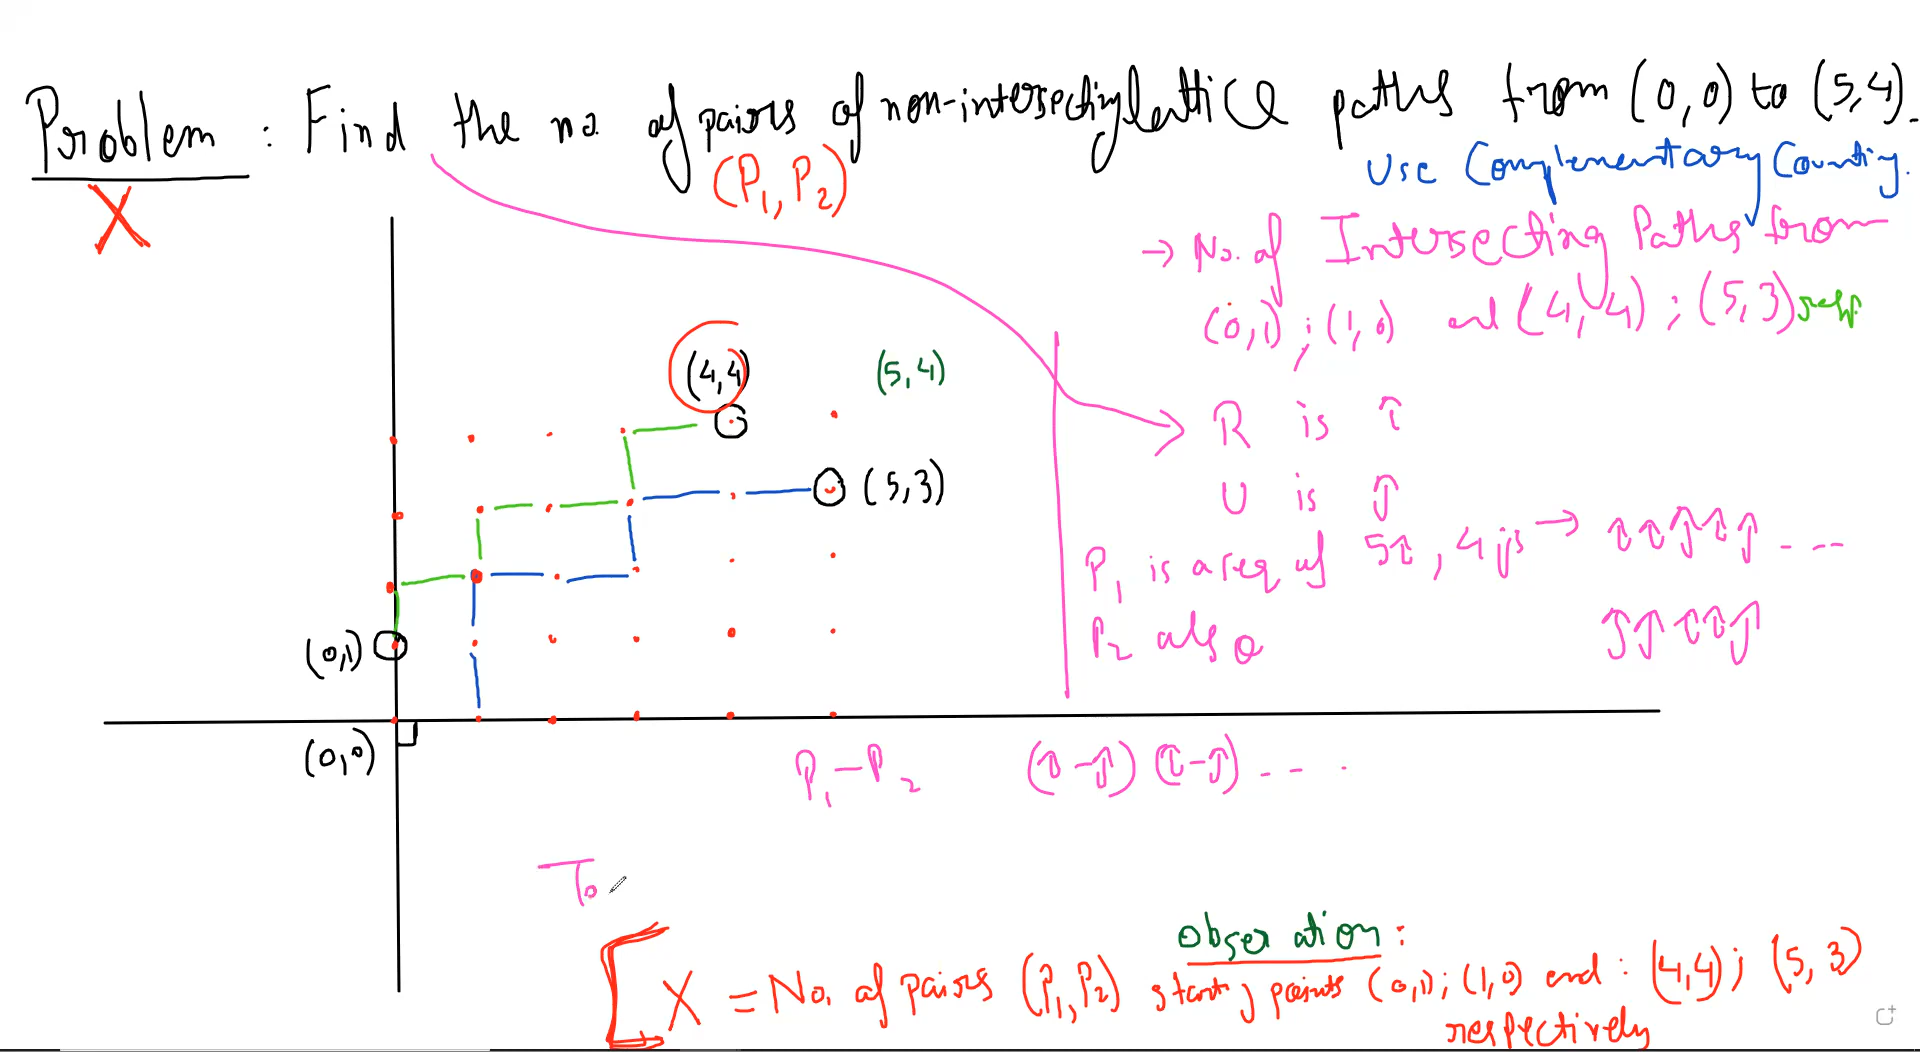 Problem : Find the no. of pairs of non-intersecting lattice paths from (0,0) to (5,4).
(P₁, P₂)
Use Complementary Counting.
X
→ No. of Intersecting Paths from
(0,1) ; (1,0) and (4,4) ; (5,3) resp.
(4,4)
(5,4)
R is ↑
U is ↑
(5,3)
P₁ is a seq of 5↑, 4 →
P₂ also
(0,1)
(0,0)
P₁ - P₂
To
Observation :
X = No. of pairs (P₁, P₂) starting points (0,1); (1,0) end : (4,4); (5,3)
respectively